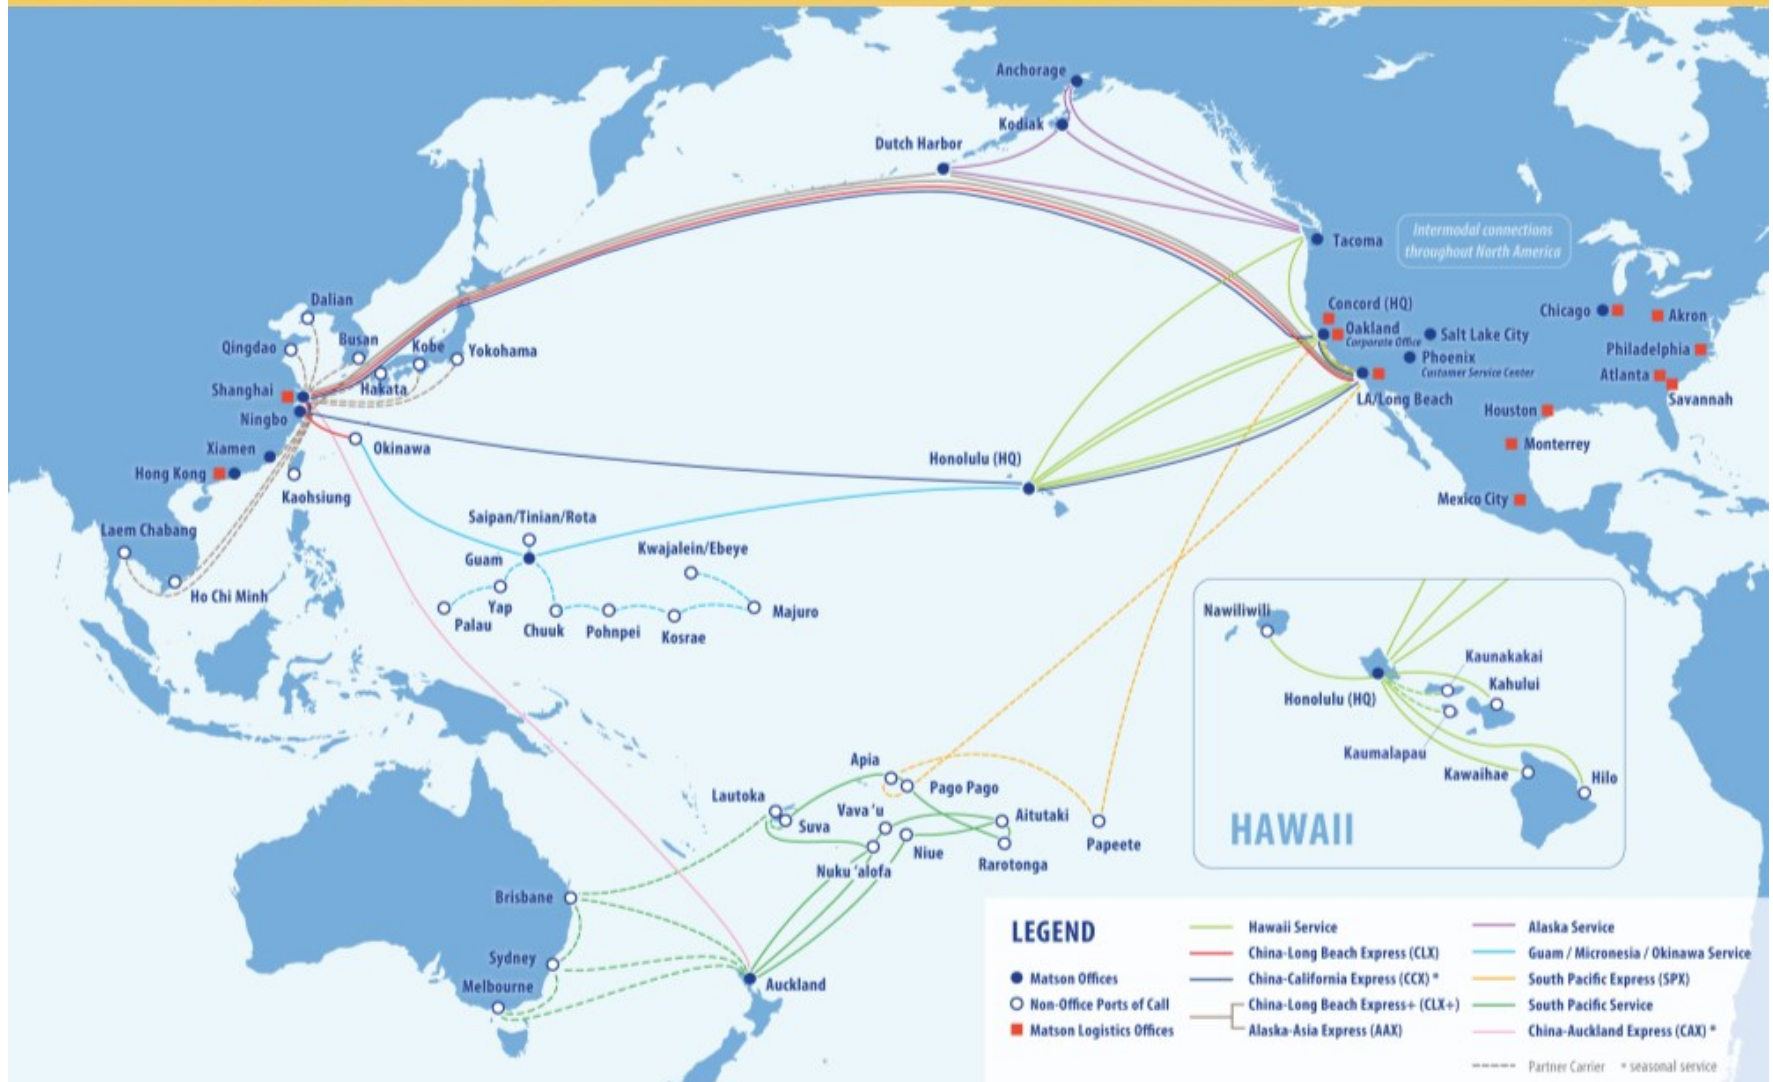 Anchorage
Kodiak
Dutch Harbor
Tacoma
Intermodal connections
throughout North America
Dalian
Qingdao
Busan
Kobe
Yokohama
Hakata
Shanghai
Ningbo
Okinawa
Xiamen
Hong Kong
Kaohsiung
Laem Chabang
Ho Chi Minh
Concord (HQ)
Oakland
Corporate Office
Salt Lake City
Phoenix
Customer Service Center
LA/Long Beach
Chicago
Akron
Philadelphia
Atlanta
Savannah
Houston
Monterrey
Mexico City
Honolulu (HQ)
Saipan/Tinian/Rota
Guam
Kwajalein/Ebeye
Yap
Palau
Chuuk
Pohnpei
Kosrae
Majuro
Nawiliwili
Kaunakakai
Kahului
Honolulu (HQ)
Kaumalapau
Kawaihae
Hilo
HAWAII
Apia
Pago Pago
Lautoka
Suva
Vava ‘u
Aitutaki
Niue
Rarotonga
Papeete
Nuku ‘alofa
Brisbane
Sydney
Melbourne
Auckland
LEGEND
Matson Offices
Non-Office Ports of Call
Matson Logistics Offices
Hawaii Service
China-Long Beach Express (CLX)
China-California Express (CCX) *
China-Long Beach Express+ (CLX+)
Alaska-Asia Express (AAX)
Alaska Service
Guam / Micronesia / Okinawa Service
South Pacific Express (SPX)
South Pacific Service
China-Auckland Express (CAX) *
Partner Carrier * seasonal service